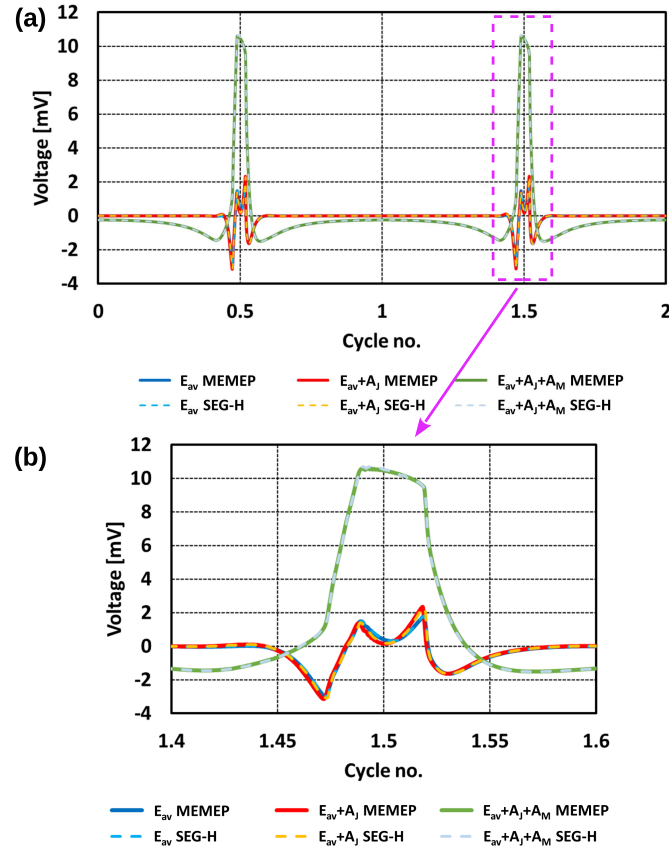 (a)
12
10
8
6
4
2
0
-2
-4
Voltage [mV]
0 0.5 1 1.5 2
Cycle no.
Eav MEMEP Eav+AJ MEMEP Eav+AJ+AM MEMEP
Eav SEG-H Eav+AJ SEG-H Eav+AJ+AM SEG-H
(b)
12
10
8
6
4
2
0
-2
-4
Voltage [mV]
1.4 1.45 1.5 1.55 1.6
Cycle no.
Eav MEMEP Eav+AJ MEMEP Eav+AJ+AM MEMEP
Eav SEG-H Eav+AJ SEG-H Eav+AJ+AM SEG-H